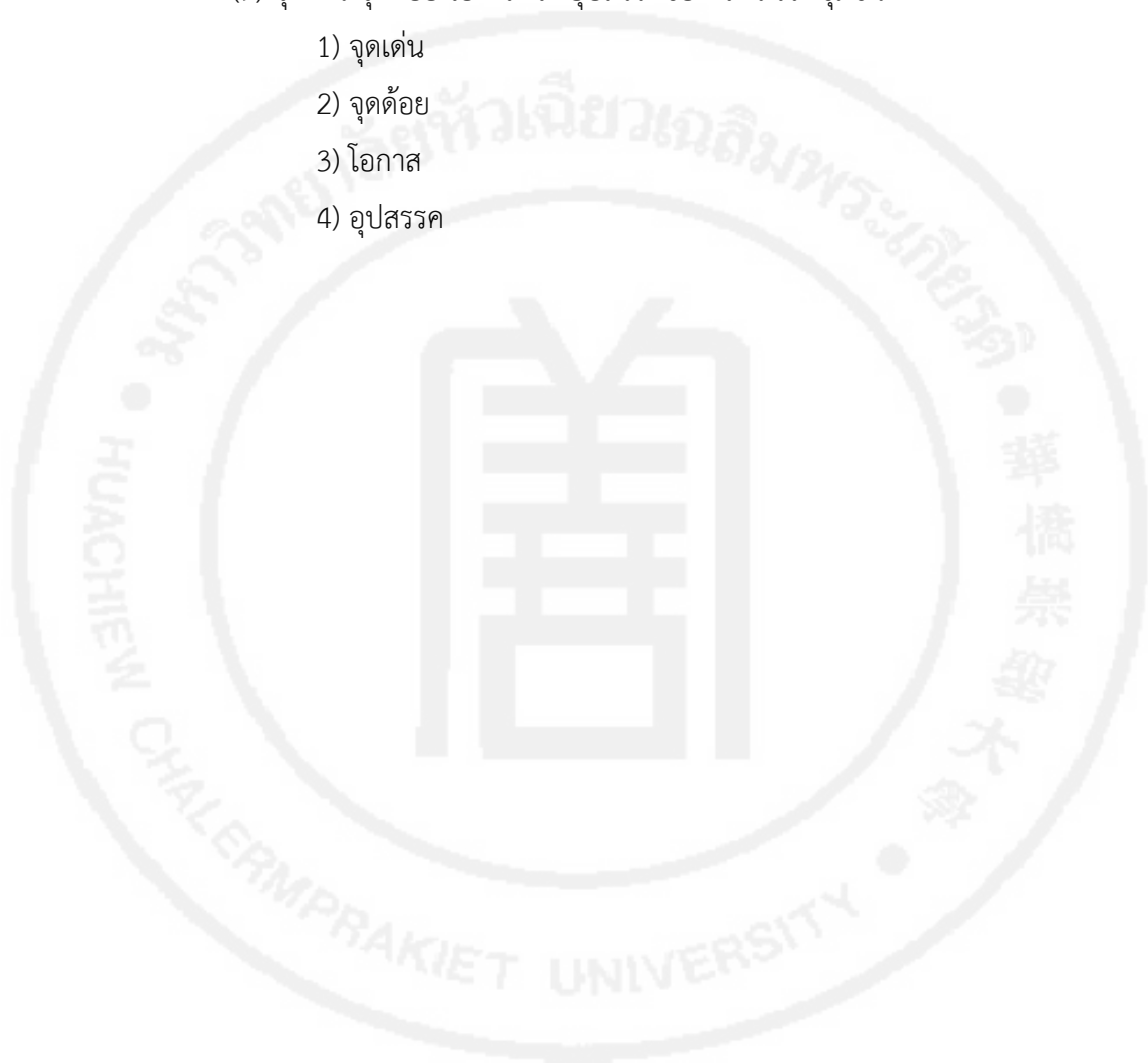 1) จุดเด่น
2) จุดด้อย
3) โอกาส
4) อุปสรรค
มหาวิทยาลัยหัวเฉียวเฉลิมพระเกียรติ
華僑崇聖大學
HUACHIEW CHALERMPRAKIET UNIVERSITY